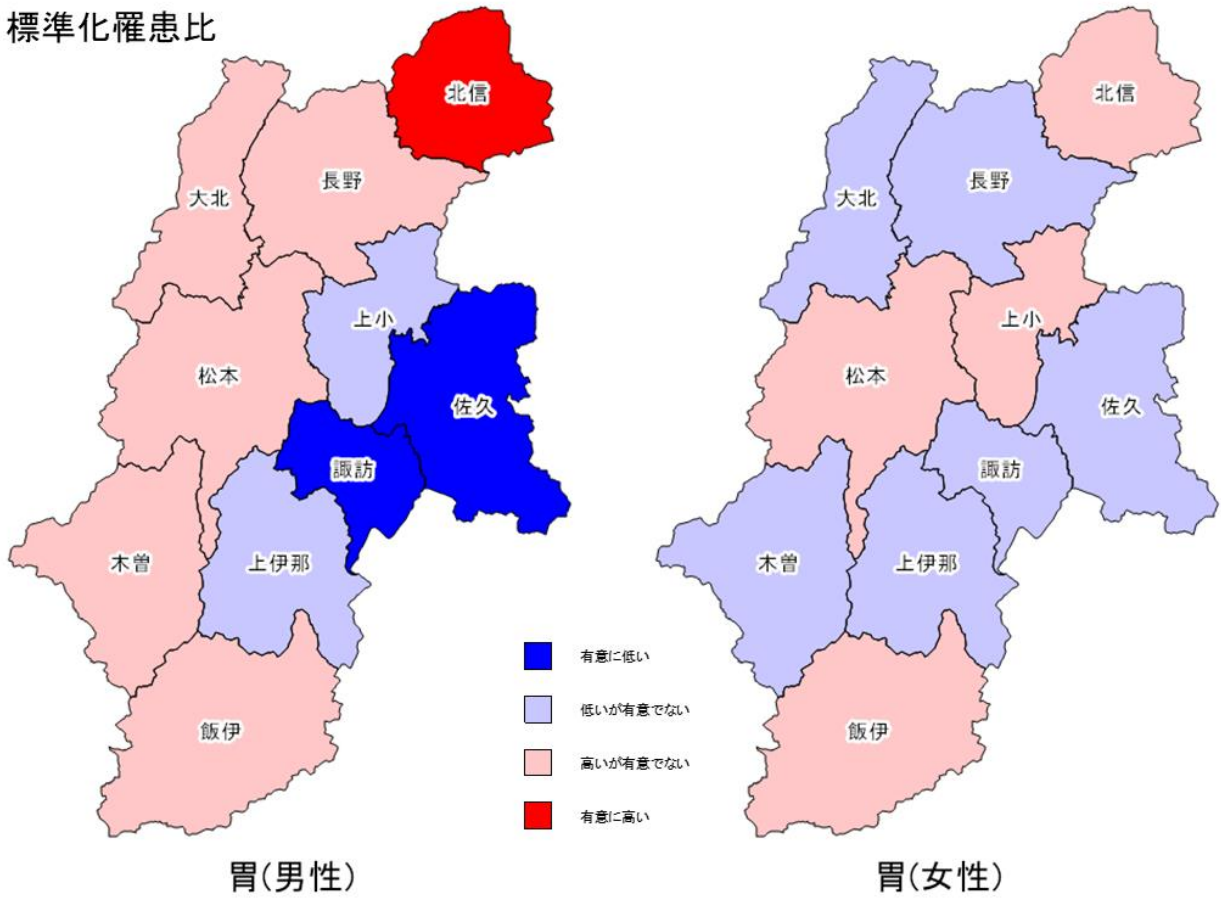 標準化罹患比
北信
長野
大北
上小
松本
佐久
諏訪
木曽
上伊那
飯伊
北信
長野
大北
上小
松本
佐久
諏訪
木曽
上伊那
飯伊
有意に低い
低いが有意でない
高いが有意でない
有意に高い
胃(男性)
胃(女性)